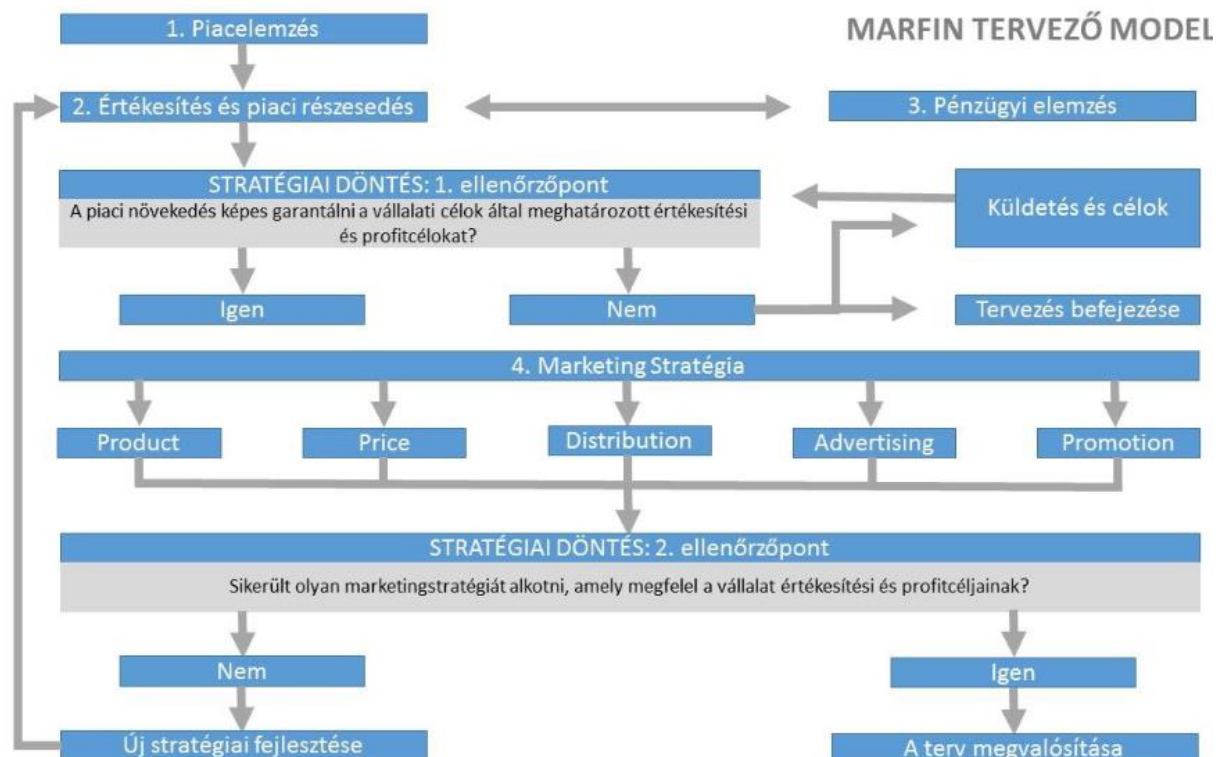 MARFIN TERVEZŐ MODEL
1. Piacelemzés
2. Értékesítés és piaci részesedés
3. Pénzügyi elemzés
STRATÉGIAI DÖNTÉS: 1. ellenőrzőpont
A piaci növekedés képes garantálni a vállalati célok által meghatározott értékesítési
és profitcélokat?
Küldetés és célok
Igen
Nem
Tervezés befejezése
4. Marketing Stratégia
Product
Price
Distribution
Advertising
Promotion
STRATÉGIAI DÖNTÉS: 2. ellenőrzőpont
Sikerült olyan marketingstratégiát alkotni, amely megfelel a vállalat értékesítési és profitcéljainak?
Nem
Igen
Új stratégiai fejlesztése
A terv megvalósítása